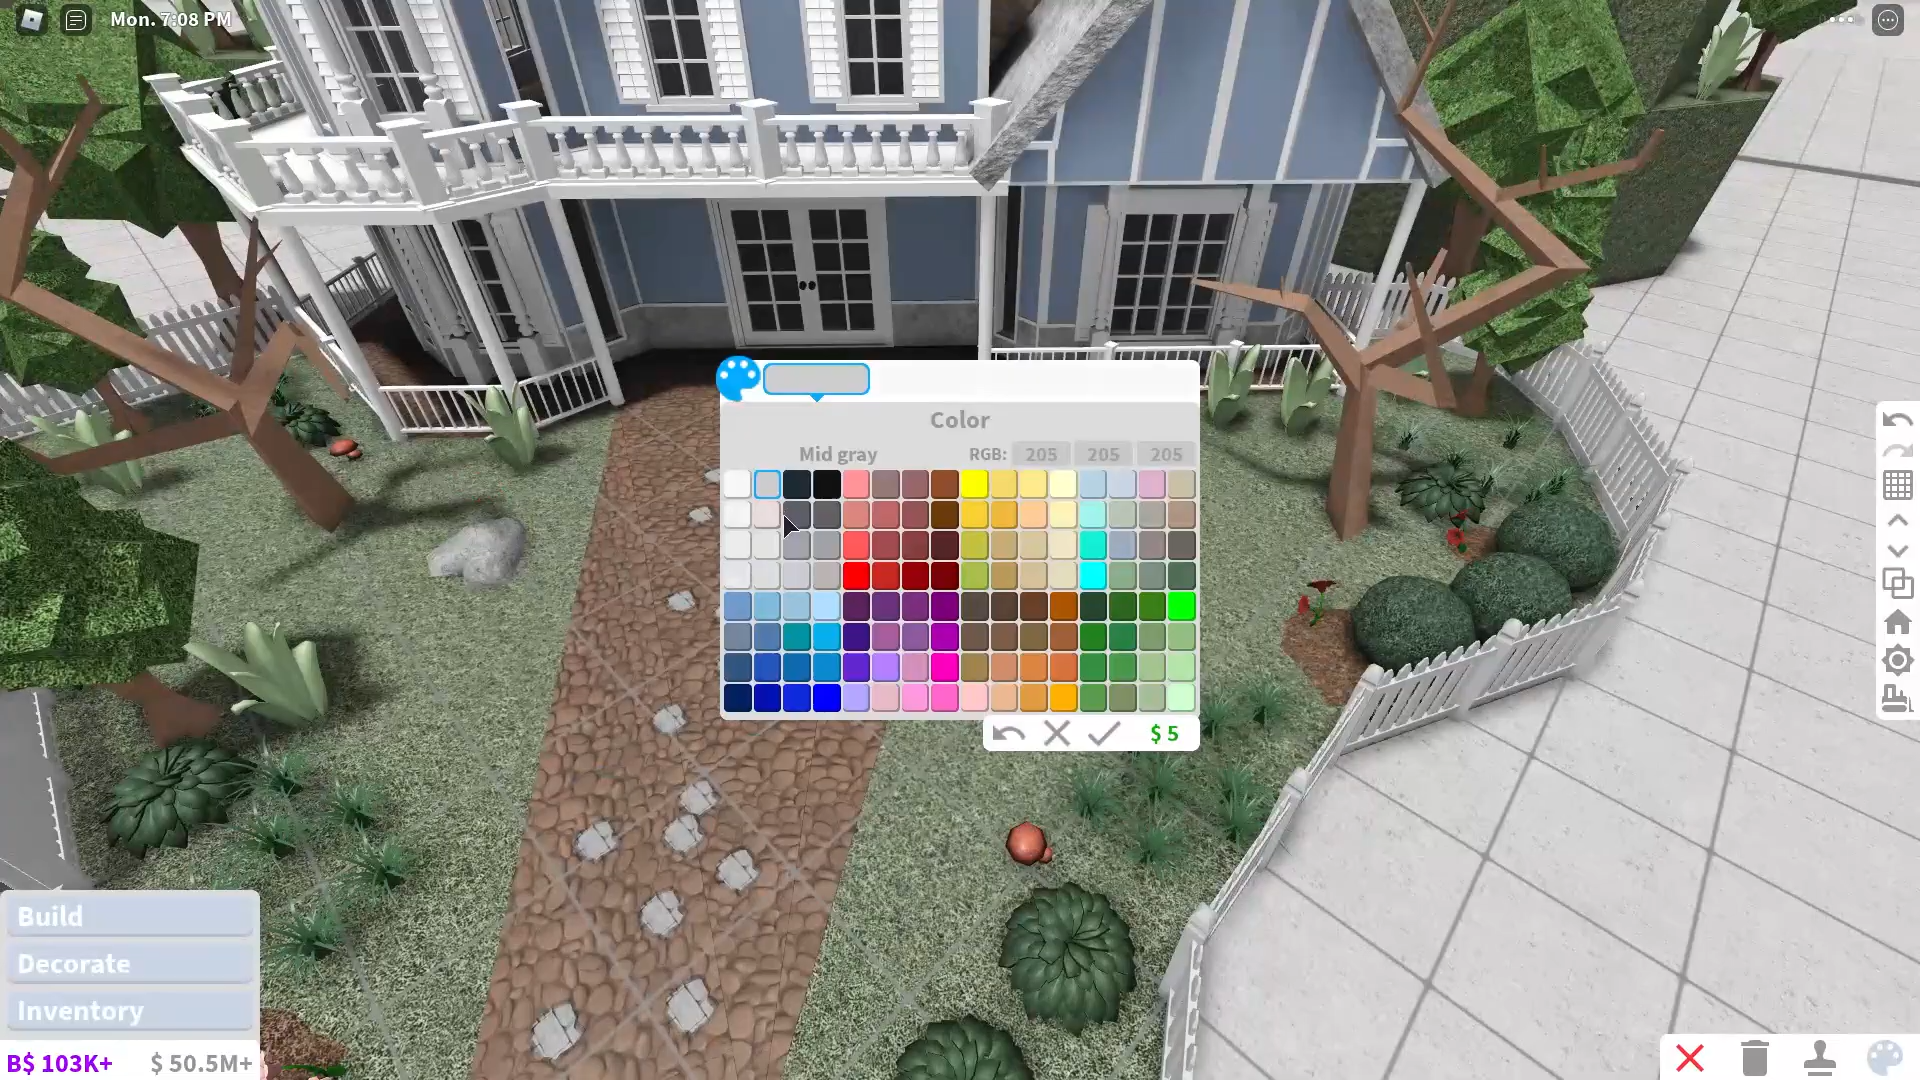 Mon. 7:08 PM
Color
Mid gray RGB: 205 205 205
$ 5
Build
Decorate
Inventory
B$ 103K+ $ 50.5M+